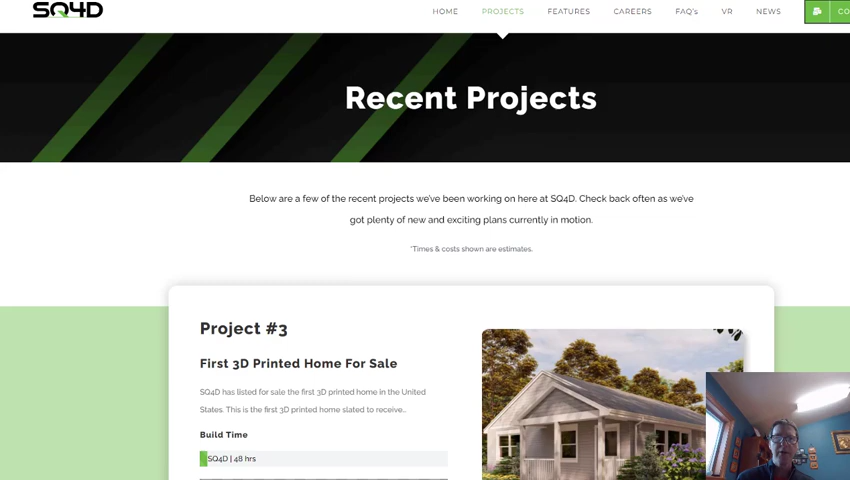 SQ4D
HOME PROJECTS FEATURES CAREERS FAQ's VR NEWS CO
Recent Projects
Below are a few of the recent projects we've been working on here at SQ4D. Check back often as we've
got plenty of new and exciting plans currently in motion.
*Times & costs shown are estimates.
Project #3
First 3D Printed Home For Sale
SQ4D has listed for sale the first 3D printed home in the United
States. This is the first 3D printed home slated to receive...
Build Time
SQ4D | 48 hrs